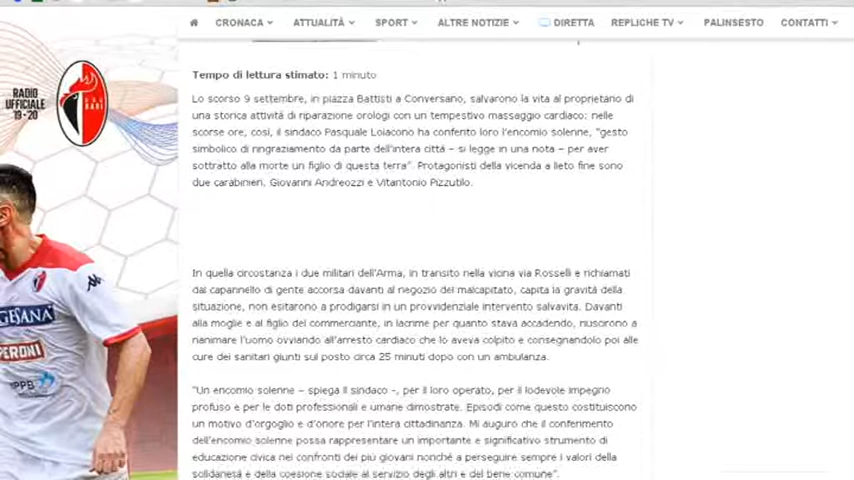 CRONACA ATTUALITÀ SPORT ALTRE NOTIZIE DIRETTA REPLICHE TV PALINSESTO CONTATTI
RADIO
UFFICIALE
19-20
SSC BARI
Tempo di lettura stimato: 1 minuto
Lo scorso 9 settembre, in piazza Battisti a Conversano, salvarono la vita al proprietario di
una storica attività di riparazione orologi con un tempestivo massaggio cardiaco: nelle
scorse ore, così, il sindaco Pasquale Loiacono ha conferito loro l'encomio solenne, "gesto
simbolico di ringraziamento da parte dell'intera città – si legge in una nota – per aver
sottratto alla morte un figlio di questa terra". Protagonisti della vicenda a lieto fine sono
due carabinieri, Giovanni Andreozzi e Vitantonio Pizzutilo.
In quella circostanza i due militari dell'Arma, in transito nella vicina via Rosselli e richiamati
dal capannello di gente accorsa davanti al negozio del malcapitato, capita la gravità della
situazione, non esitarono a prodigarsi in un provvidenziale intervento salvavita. Davanti
alla moglie e al figlio del commerciante, in lacrime per quanto stava accadendo, riuscirono a
rianimare l'uomo ovviando all'arresto cardiaco che lo aveva colpito e consegnandolo poi alle
cure dei sanitari giunti sul posto circa 25 minuti dopo con un'ambulanza.
"Un encomio solenne – spiega il sindaco -, per il loro operato, per il lodevole impegno
profuso e per le doti professionali e umane dimostrate. Episodi come questo costituiscono
un motivo d'orgoglio e d'onore per l'intera cittadinanza. Mi auguro che il conferimento
dell'encomio solenne possa rappresentare un importante e significativo strumento di
educazione civica nei confronti dei più giovani nonché a perseguire sempre i valori della
solidarietà e della coesione sociale al servizio degli altri e del bene comune".
GESANA
PERONI
PPB